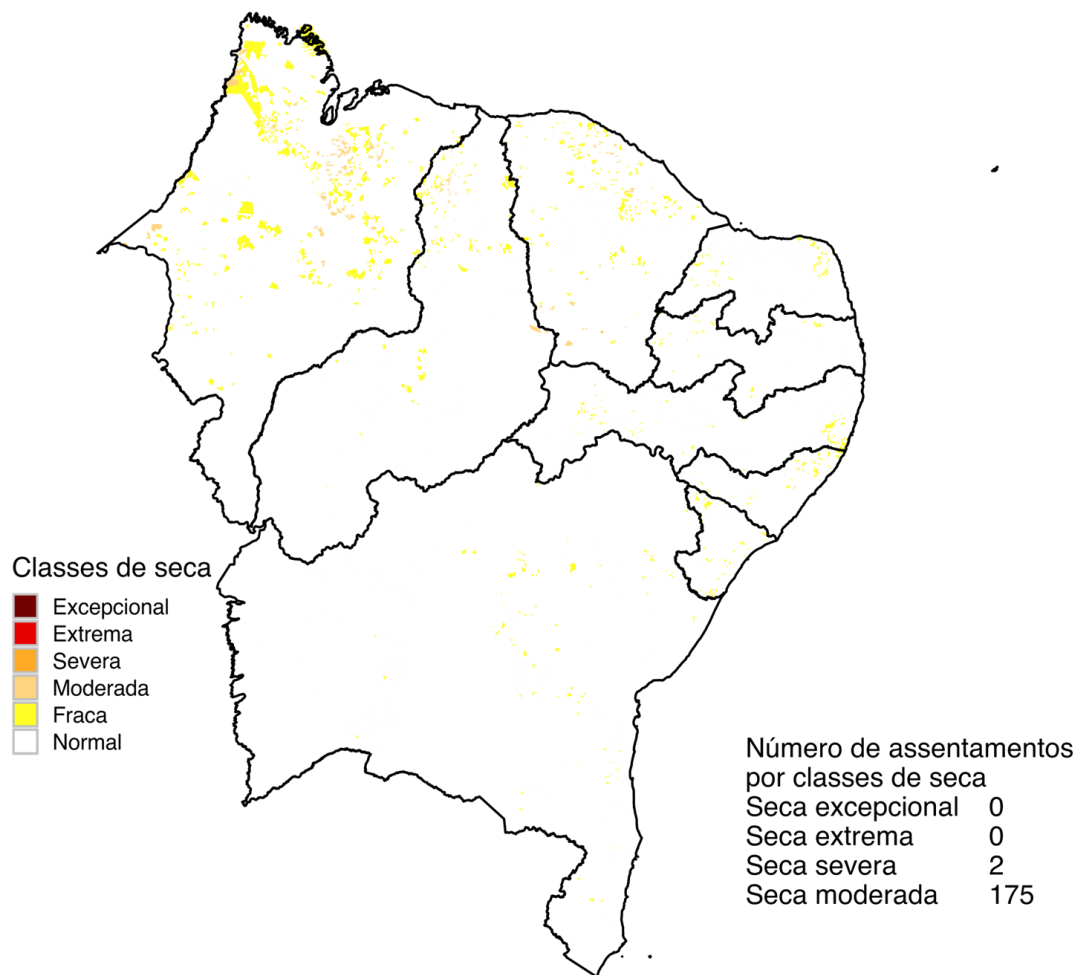 Classes de seca
Excepcional
Extrema
Severa
Moderada
Fraca
Normal
Número de assentamentos
por classes de seca
Seca excepcional 0
Seca extrema 0
Seca severa 2
Seca moderada 175